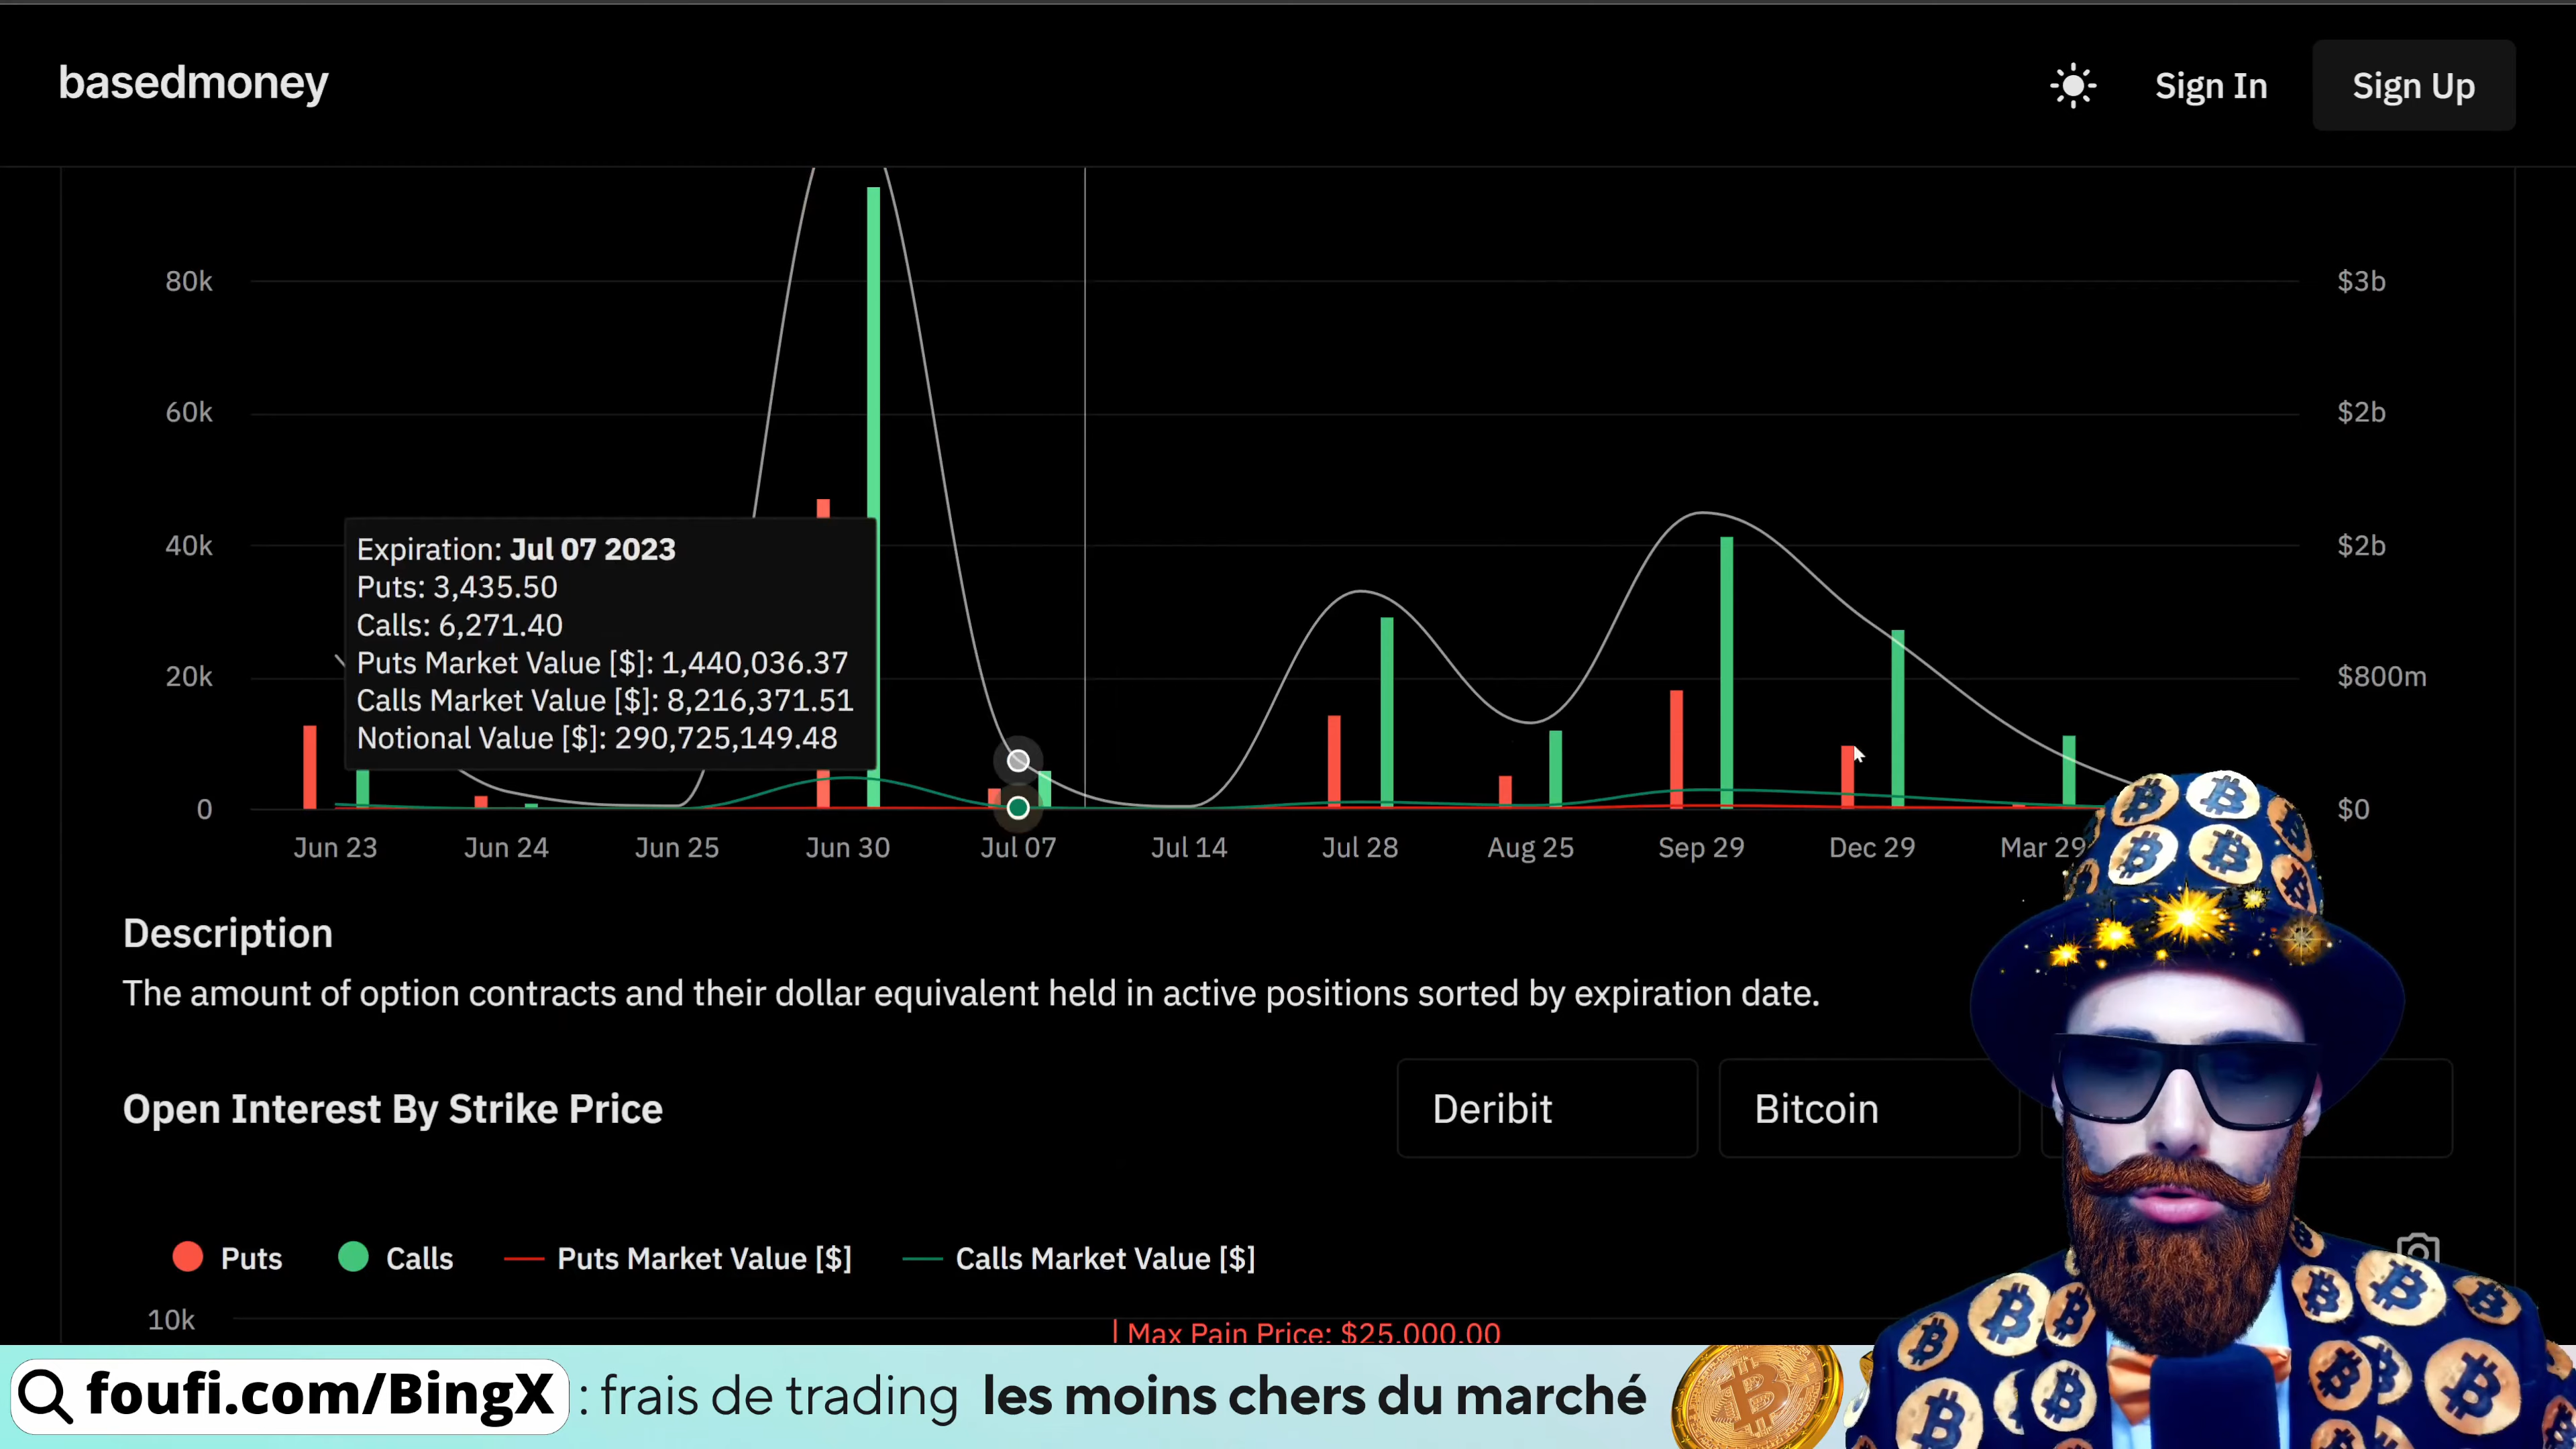 basedmoney
Sign In
Sign Up
80k
$3b
60k
$2b
40k
$2b
20k
$800m
0
$0
Expiration: Jul 07 2023
Puts: 3,435.50
Calls: 6,271.40
Puts Market Value [$]: 1,440,036.37
Calls Market Value [$]: 8,216,371.51
Notional Value [$]: 290,725,149.48
Jun 23
Jun 24
Jun 25
Jun 30
Jul 07
Jul 14
Jul 28
Aug 25
Sep 29
Dec 29
Mar 29
Description
The amount of option contracts and their dollar equivalent held in active positions sorted by expiration date.
Open Interest By Strike Price
Deribit
Bitcoin
Puts
Calls
Puts Market Value [$]
Calls Market Value [$]
10k
Max Pain Price: $25,000.00
foufi.com/BingX : frais de trading les moins chers du marché